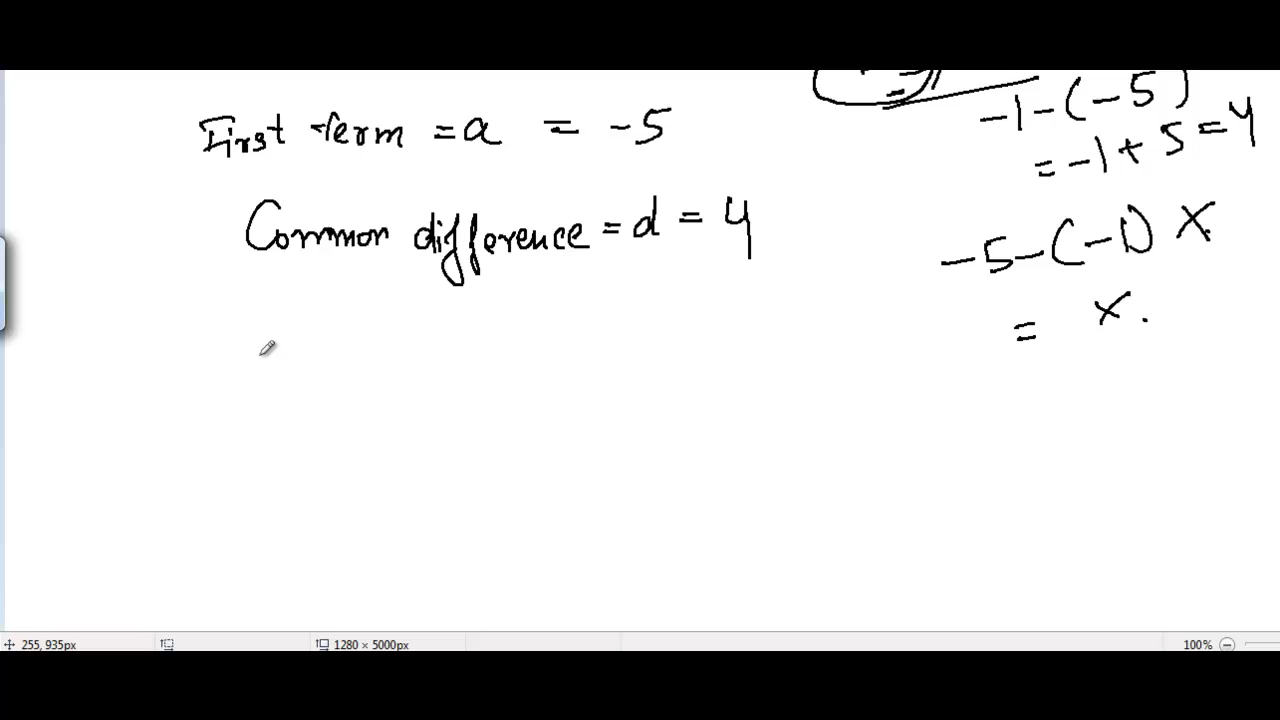 First term = a = -5
Common difference = d = 4
-1-(-5)
= -1+5=4
-5-(-1) X
= X.
255, 935px
1280 × 5000px
100%